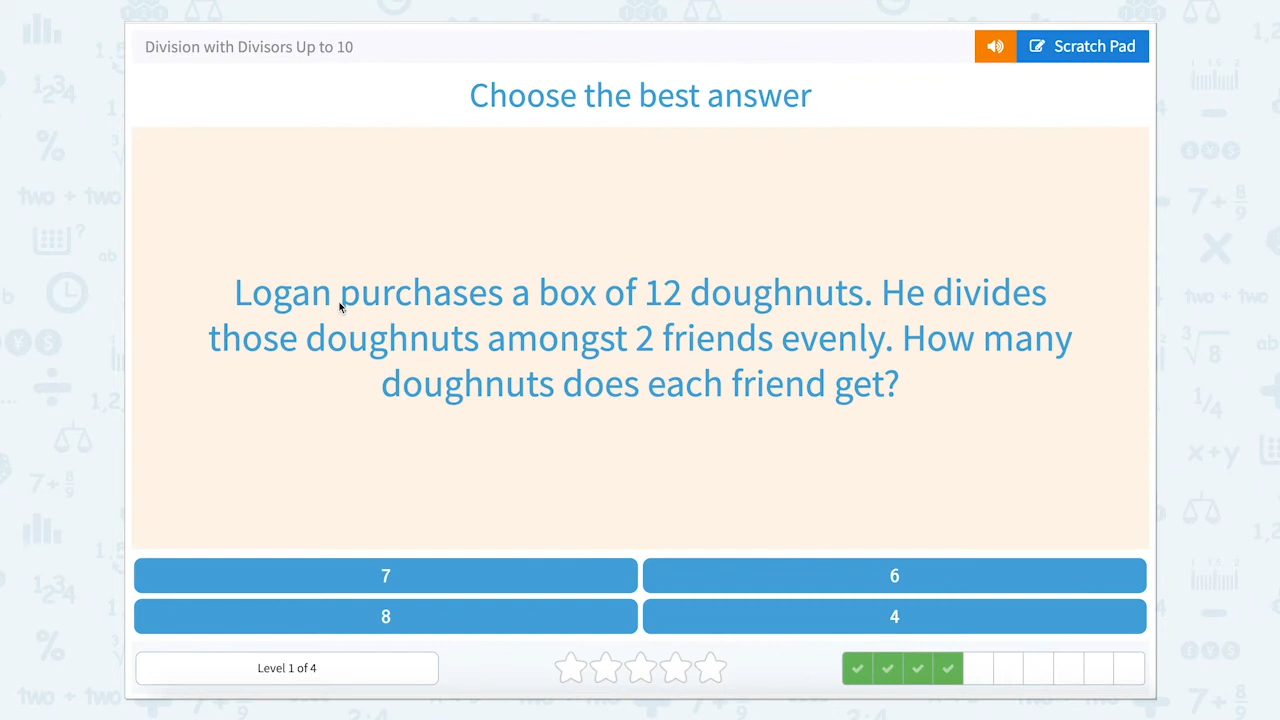 Division with Divisors Up to 10
Scratch Pad
Choose the best answer
Logan purchases a box of 12 doughnuts. He divides
those doughnuts amongst 2 friends evenly. How many
doughnuts does each friend get?
7
6
8
4
Level 1 of 4